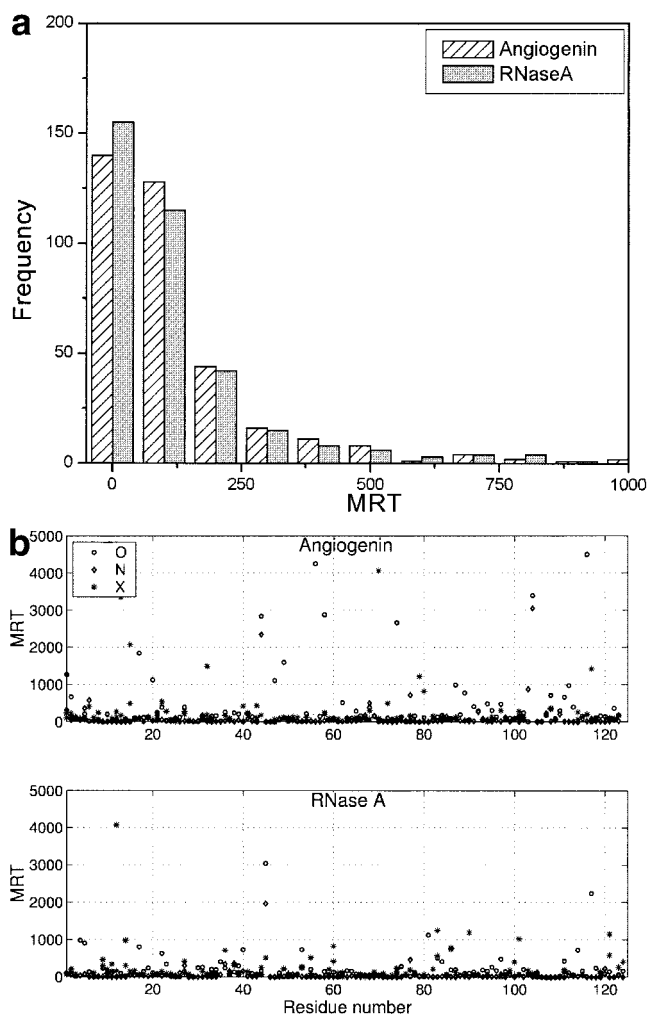 a
200
150
100
50
0
Frequency
Angiogenin
RNaseA
0 250 500 750 1000
MRT
b
Angiogenin
O
N
X
5000
4000
3000
2000
1000
0
MRT
20 40 60 80 100 120
RNase A
5000
4000
3000
2000
1000
0
MRT
20 40 60 80 100 120
Residue number